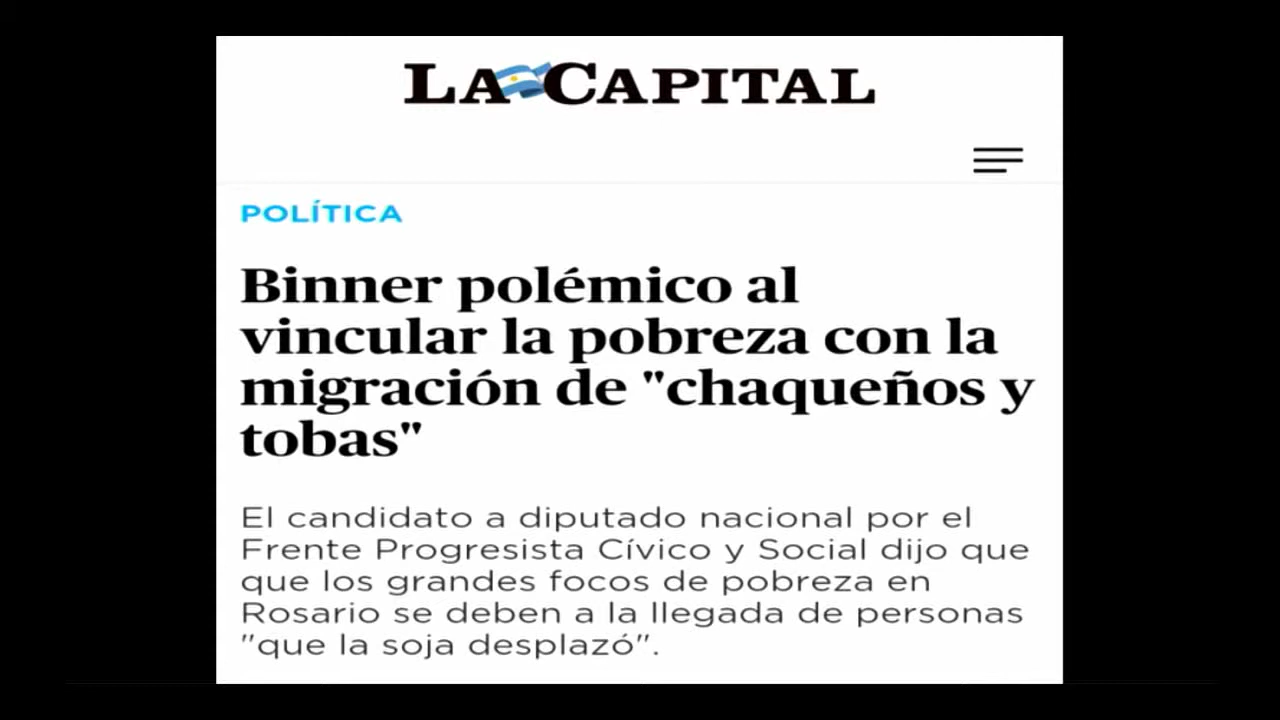 LA CAPITAL
POLÍTICA
Binner polémico al
vincular la pobreza con la
migración de "chaqueños y
tobas"
El candidato a diputado nacional por el
Frente Progresista Cívico y Social dijo que
que los grandes focos de pobreza en
Rosario se deben a la llegada de personas
"que la soja desplazó".